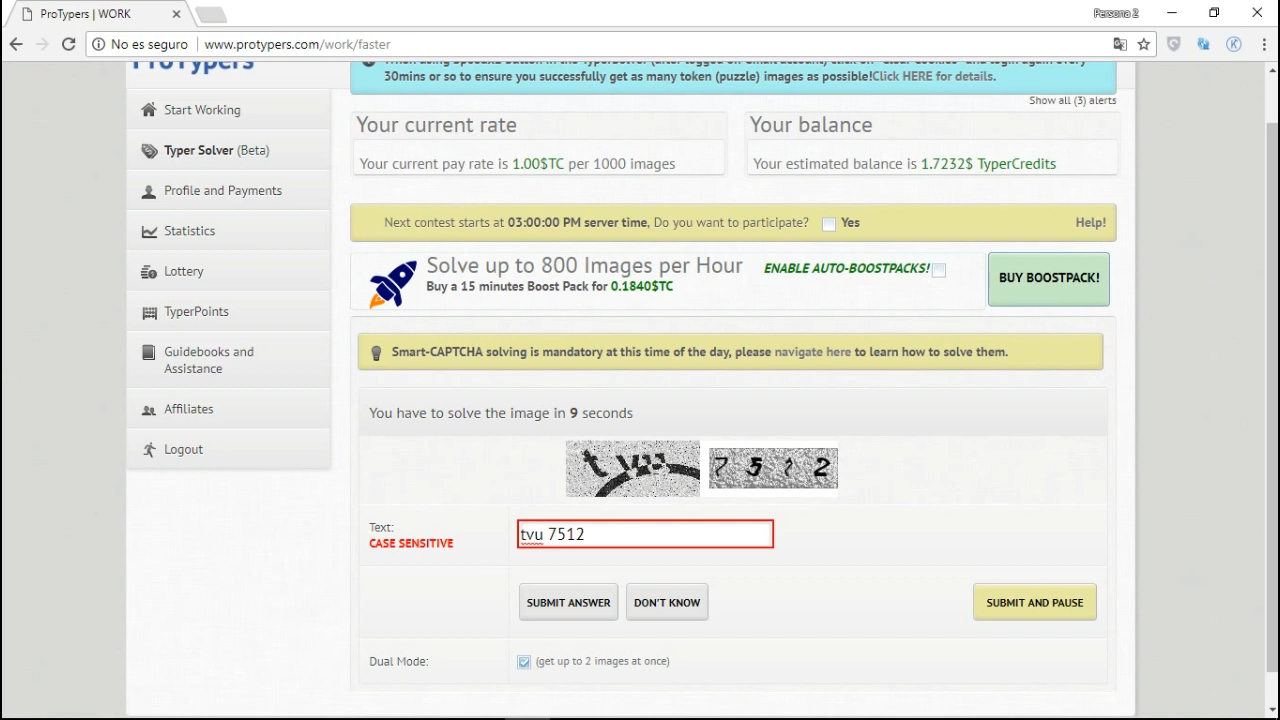 ProTypers | WORK
Persona 2
No es seguro
www.protypers.com/work/faster
ProTypers
30mins or so to ensure you successfully get as many token (puzzle) images as possible!Click HERE for details.
Show all (3) alerts
Start Working
Typer Solver (Beta)
Profile and Payments
Statistics
Lottery
TyperPoints
Guidebooks and
Assistance
Affiliates
Logout
Your current rate
Your current pay rate is 1.00$TC per 1000 images
Your balance
Your estimated balance is 1.7232$ TyperCredits
Next contest starts at 03:00:00 PM server time, Do you want to participate? Yes Help!
Solve up to 800 Images per Hour
ENABLE AUTO-BOOSTPACKS!
Buy a 15 minutes Boost Pack for 0.1840$TC
BUY BOOSTPACK!
Smart-CAPTCHA solving is mandatory at this time of the day, please navigate here to learn how to solve them.
You have to solve the image in 9 seconds
tvu 7512
Text:
CASE SENSITIVE
tvu 7512
SUBMIT ANSWER
DON'T KNOW
SUBMIT AND PAUSE
Dual Mode:
(get up to 2 images at once)